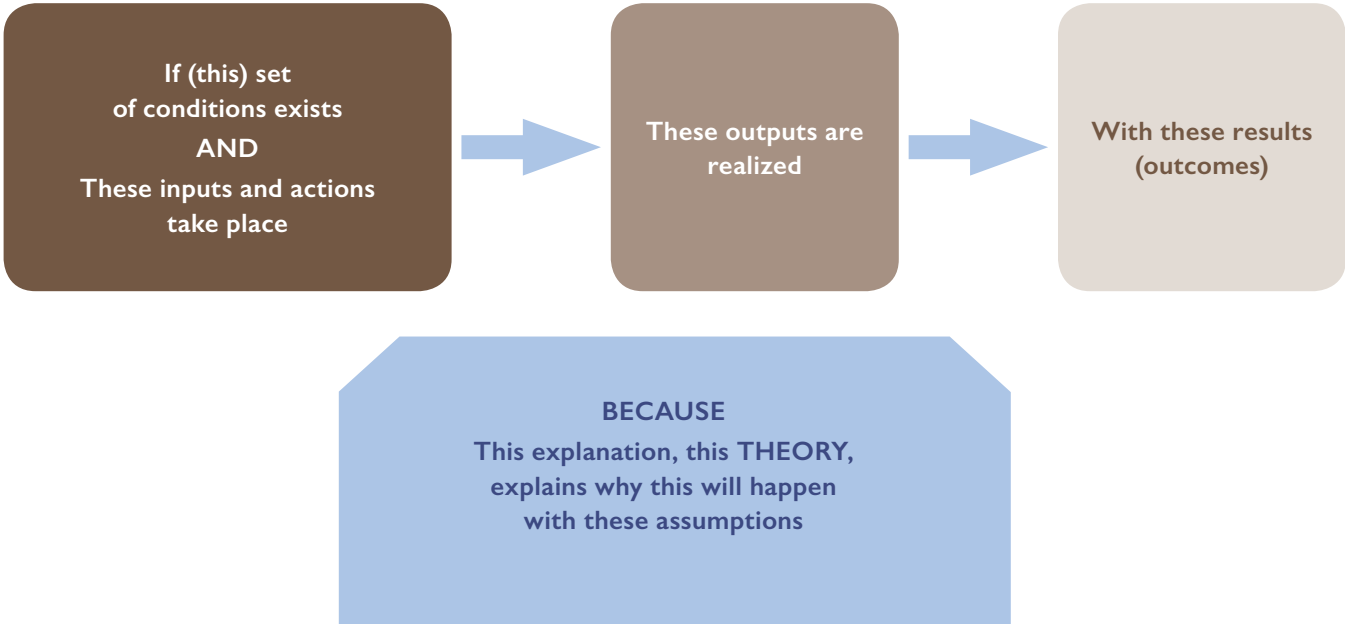 If (this) set
of conditions exists
AND
These inputs and actions
take place
These outputs are
realized
With these results
(outcomes)
BECAUSE
This explanation, this THEORY,
explains why this will happen
with these assumptions